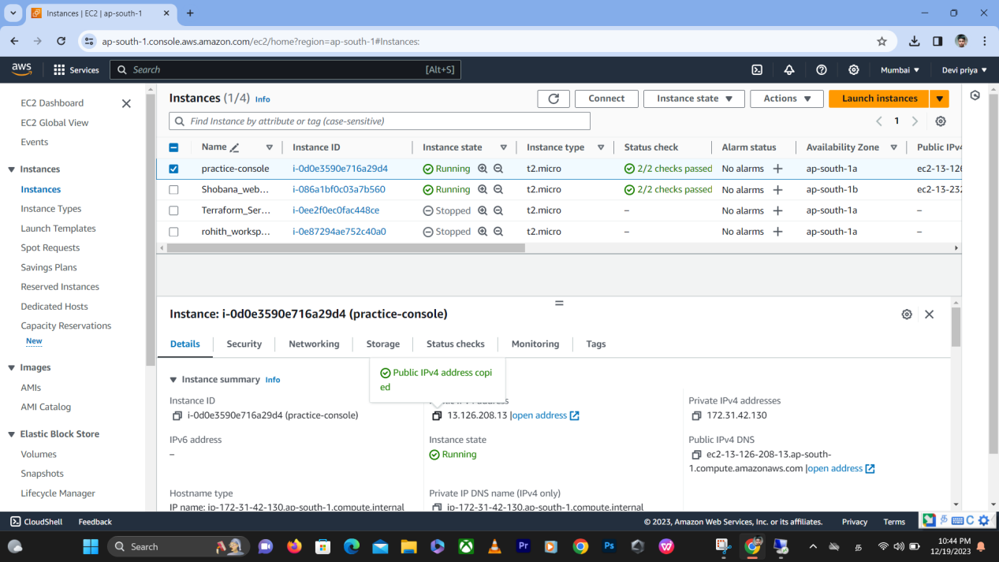 Instances | EC2 | ap-south-1
ap-south-1.console.aws.amazon.com/ec2/home?region=ap-south-1#Instances:
aws Services Search [Alt+S] Mumbai Devi priya
EC2 Dashboard
EC2 Global View
Events
Instances
Instances
Instance Types
Launch Templates
Spot Requests
Savings Plans
Reserved Instances
Dedicated Hosts
Capacity Reservations
New
Images
AMIs
AMI Catalog
Elastic Block Store
Volumes
Snapshots
Lifecycle Manager
Instances (1/4) Info Connect Instance state Actions Launch instances
Find Instance by attribute or tag (case-sensitive) 1
Name Instance ID Instance state Instance type Status check Alarm status Availability Zone Public IPv4
practice-console i-0d0e3590e716a29d4 Running t2.micro 2/2 checks passed No alarms ap-south-1a ec2-13-126
Shobana_web... i-086a1bf0c03a7b560 Running t2.micro 2/2 checks passed No alarms ap-south-1b ec2-13-232
Terraform_Ser... i-0ee2f0ec0fac448ce Stopped t2.micro – No alarms ap-south-1a –
rohith_worksp... i-0e87294ae752c40a0 Stopped t2.micro – No alarms ap-south-1a –
Instance: i-0d0e3590e716a29d4 (practice-console)
Details Security Networking Storage Status checks Monitoring Tags
Public IPv4 address copi
ed
Instance summary Info
Instance ID
i-0d0e3590e716a29d4 (practice-console)
13.126.208.13 |open address
Private IPv4 addresses
172.31.42.130
IPv6 address
–
Instance state
Running
Public IPv4 DNS
ec2-13-126-208-13.ap-south-
1.compute.amazonaws.com |open address
Hostname type
IP name: ip-172-31-42-130.ap-south-1.compute.internal
Private IP DNS name (IPv4 only)
ip-172-31-42-130.ap-south-1.compute.internal
CloudShell Feedback © 2023, Amazon Web Services, Inc. or its affiliates. Privacy Terms
Search
Pr
Ps
10:44 PM
12/19/2023